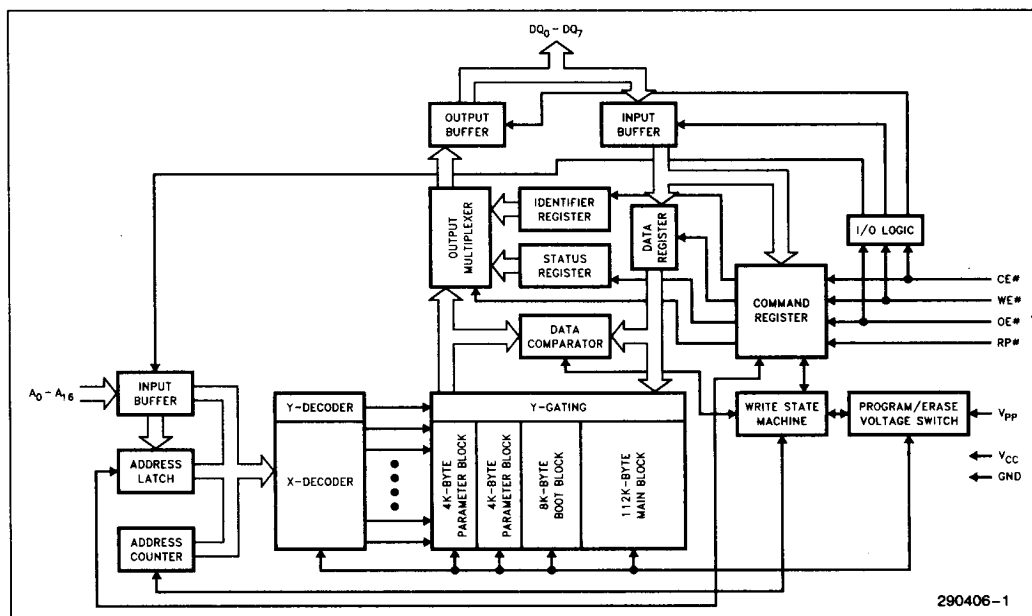 DQ0 – DQ7
OUTPUT
BUFFER
INPUT
BUFFER
OUTPUT
MULTIPLEXER
IDENTIFIER
REGISTER
DATA
REGISTER
I/O LOGIC
STATUS
REGISTER
COMMAND
REGISTER
CE#
WE#
OE#
RP#
DATA
COMPARATOR
A0 – A16
INPUT
BUFFER
Y-DECODER
Y-GATING
WRITE STATE
MACHINE
PROGRAM/ERASE
VOLTAGE SWITCH
VPP
ADDRESS
LATCH
X-DECODER
4K-BYTE
PARAMETER BLOCK
4K-BYTE
PARAMETER BLOCK
8K-BYTE
BOOT BLOCK
112K-BYTE
MAIN BLOCK
VCC
GND
ADDRESS
COUNTER
290406–1